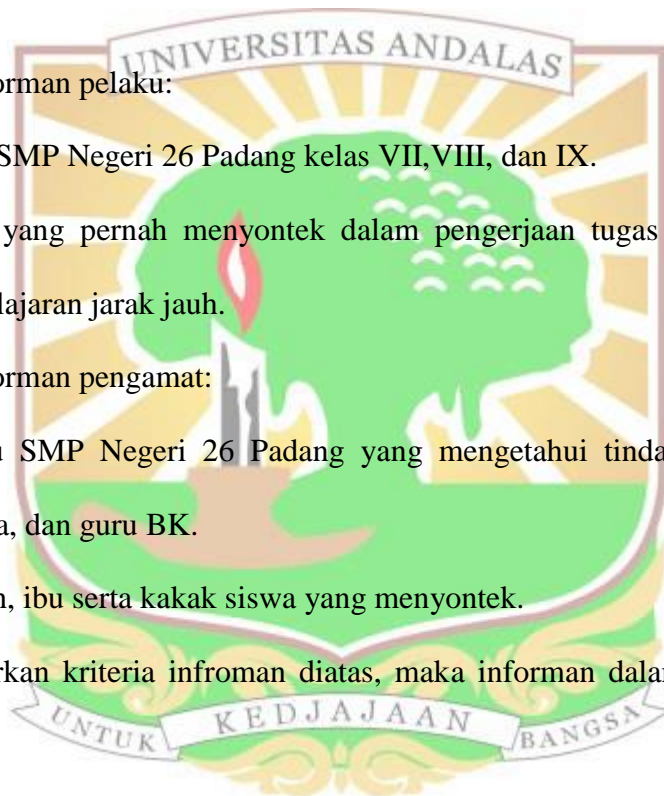 UNIVERSITAS ANDALAS
orman pelaku:
SMP Negeri 26 Padang kelas VII,VIII, dan IX.
yang pernah menyontek dalam pengerjaan tugas
lajaran jarak jauh.
orman pengamat:
SMP Negeri 26 Padang yang mengetahui tinda
a, dan guru BK.
n, ibu serta kakak siswa yang menyontek.
rkan kriteria infroman diatas, maka informan dalam
UNTUK KEDJAJAAN BANGSA